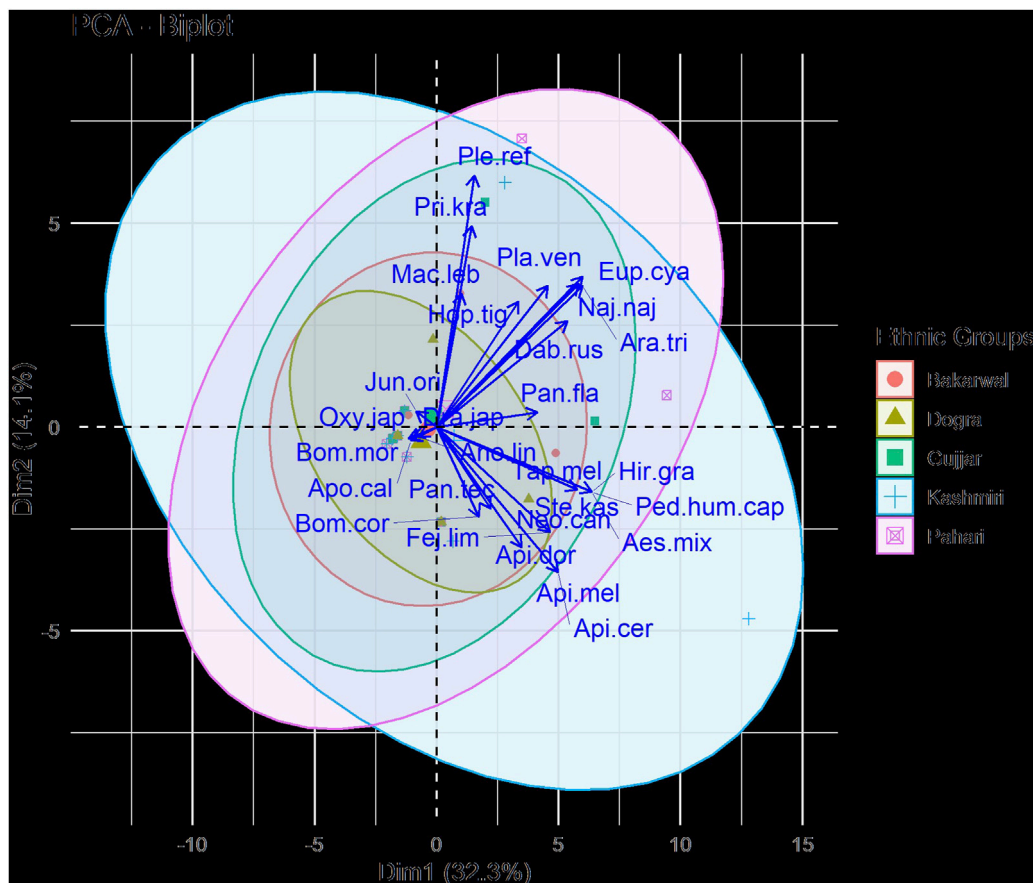 PCA - Biplot
Ple.ref
Pri.kra
Pla.ven
Eup.cya
Mac.leb
Hop.tig
Naj.naj
Ara.tri
Dab.rus
Jun.ori
Pan.fla
Oxy.jap
Bom.mor
Ano.lin
Tap.mel
Hir.gra
Apo.cal
Pan.tec
Ste.kas
Ped.hum.cap
Bom.cor
Neo.can
Fej.lim
Api.dor
Aes.mix
Api.mel
Api.cer
5
0
-5
-10
-5
0
5
10
15
Dim1 (32.3%)
Dim2 (14.1%)
Ethnic Groups
Bakarwal
Dogra
Gujjar
Kashmiri
Pahari